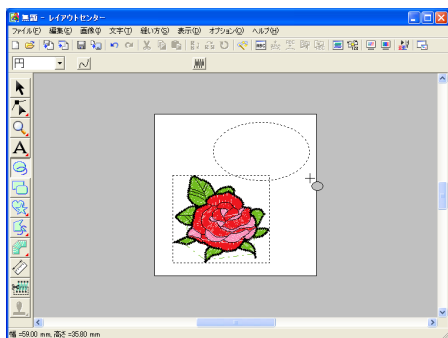 無題 - レイアウトセンター
ファイル(F) 編集(E) 画像(I) 文字(T) 縫い方(S) 表示(D) オプション(O) ヘルプ(H)
ABC
円
A
幅 =59.00 mm, 高さ =35.80 mm